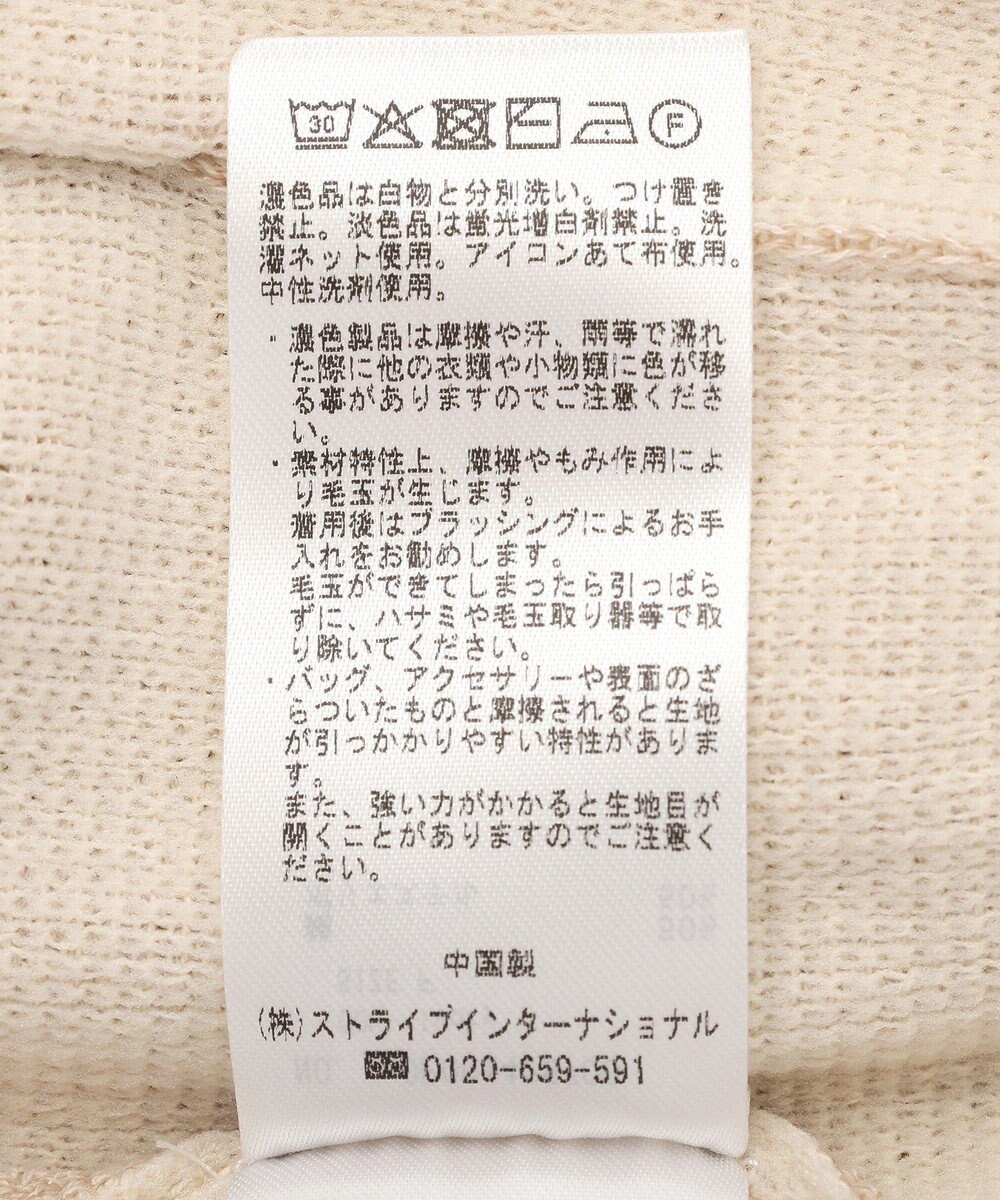 30 F
濃色品は白物と分別洗い。つけ置き
禁止。淡色品は蛍光増白剤禁止。洗
濯ネット使用。アイコンあて布使用。
中性洗剤使用。
・濃色製品は摩擦や汗、雨等で濡れ
た際に他の衣類や小物類に色が移
る事がありますのでご注意くださ
い。
・素材特性上、摩擦やもみ作用によ
り毛玉が生じます。
着用後はブラッシングによるお手
入れをお勧めします。
毛玉ができてしまったら引っぱら
ずに、ハサミや毛玉取り器等で取
り除いてください。
・バッグ、アクセサリーや表面のざ
らついたものと摩擦されると生地
が引っかかりやすい特性がありま
す。
また、強い力がかかると生地目が
開くことがありますのでご注意く
ださい。
中国製
(株)ストライプインターナショナル
0120-659-591